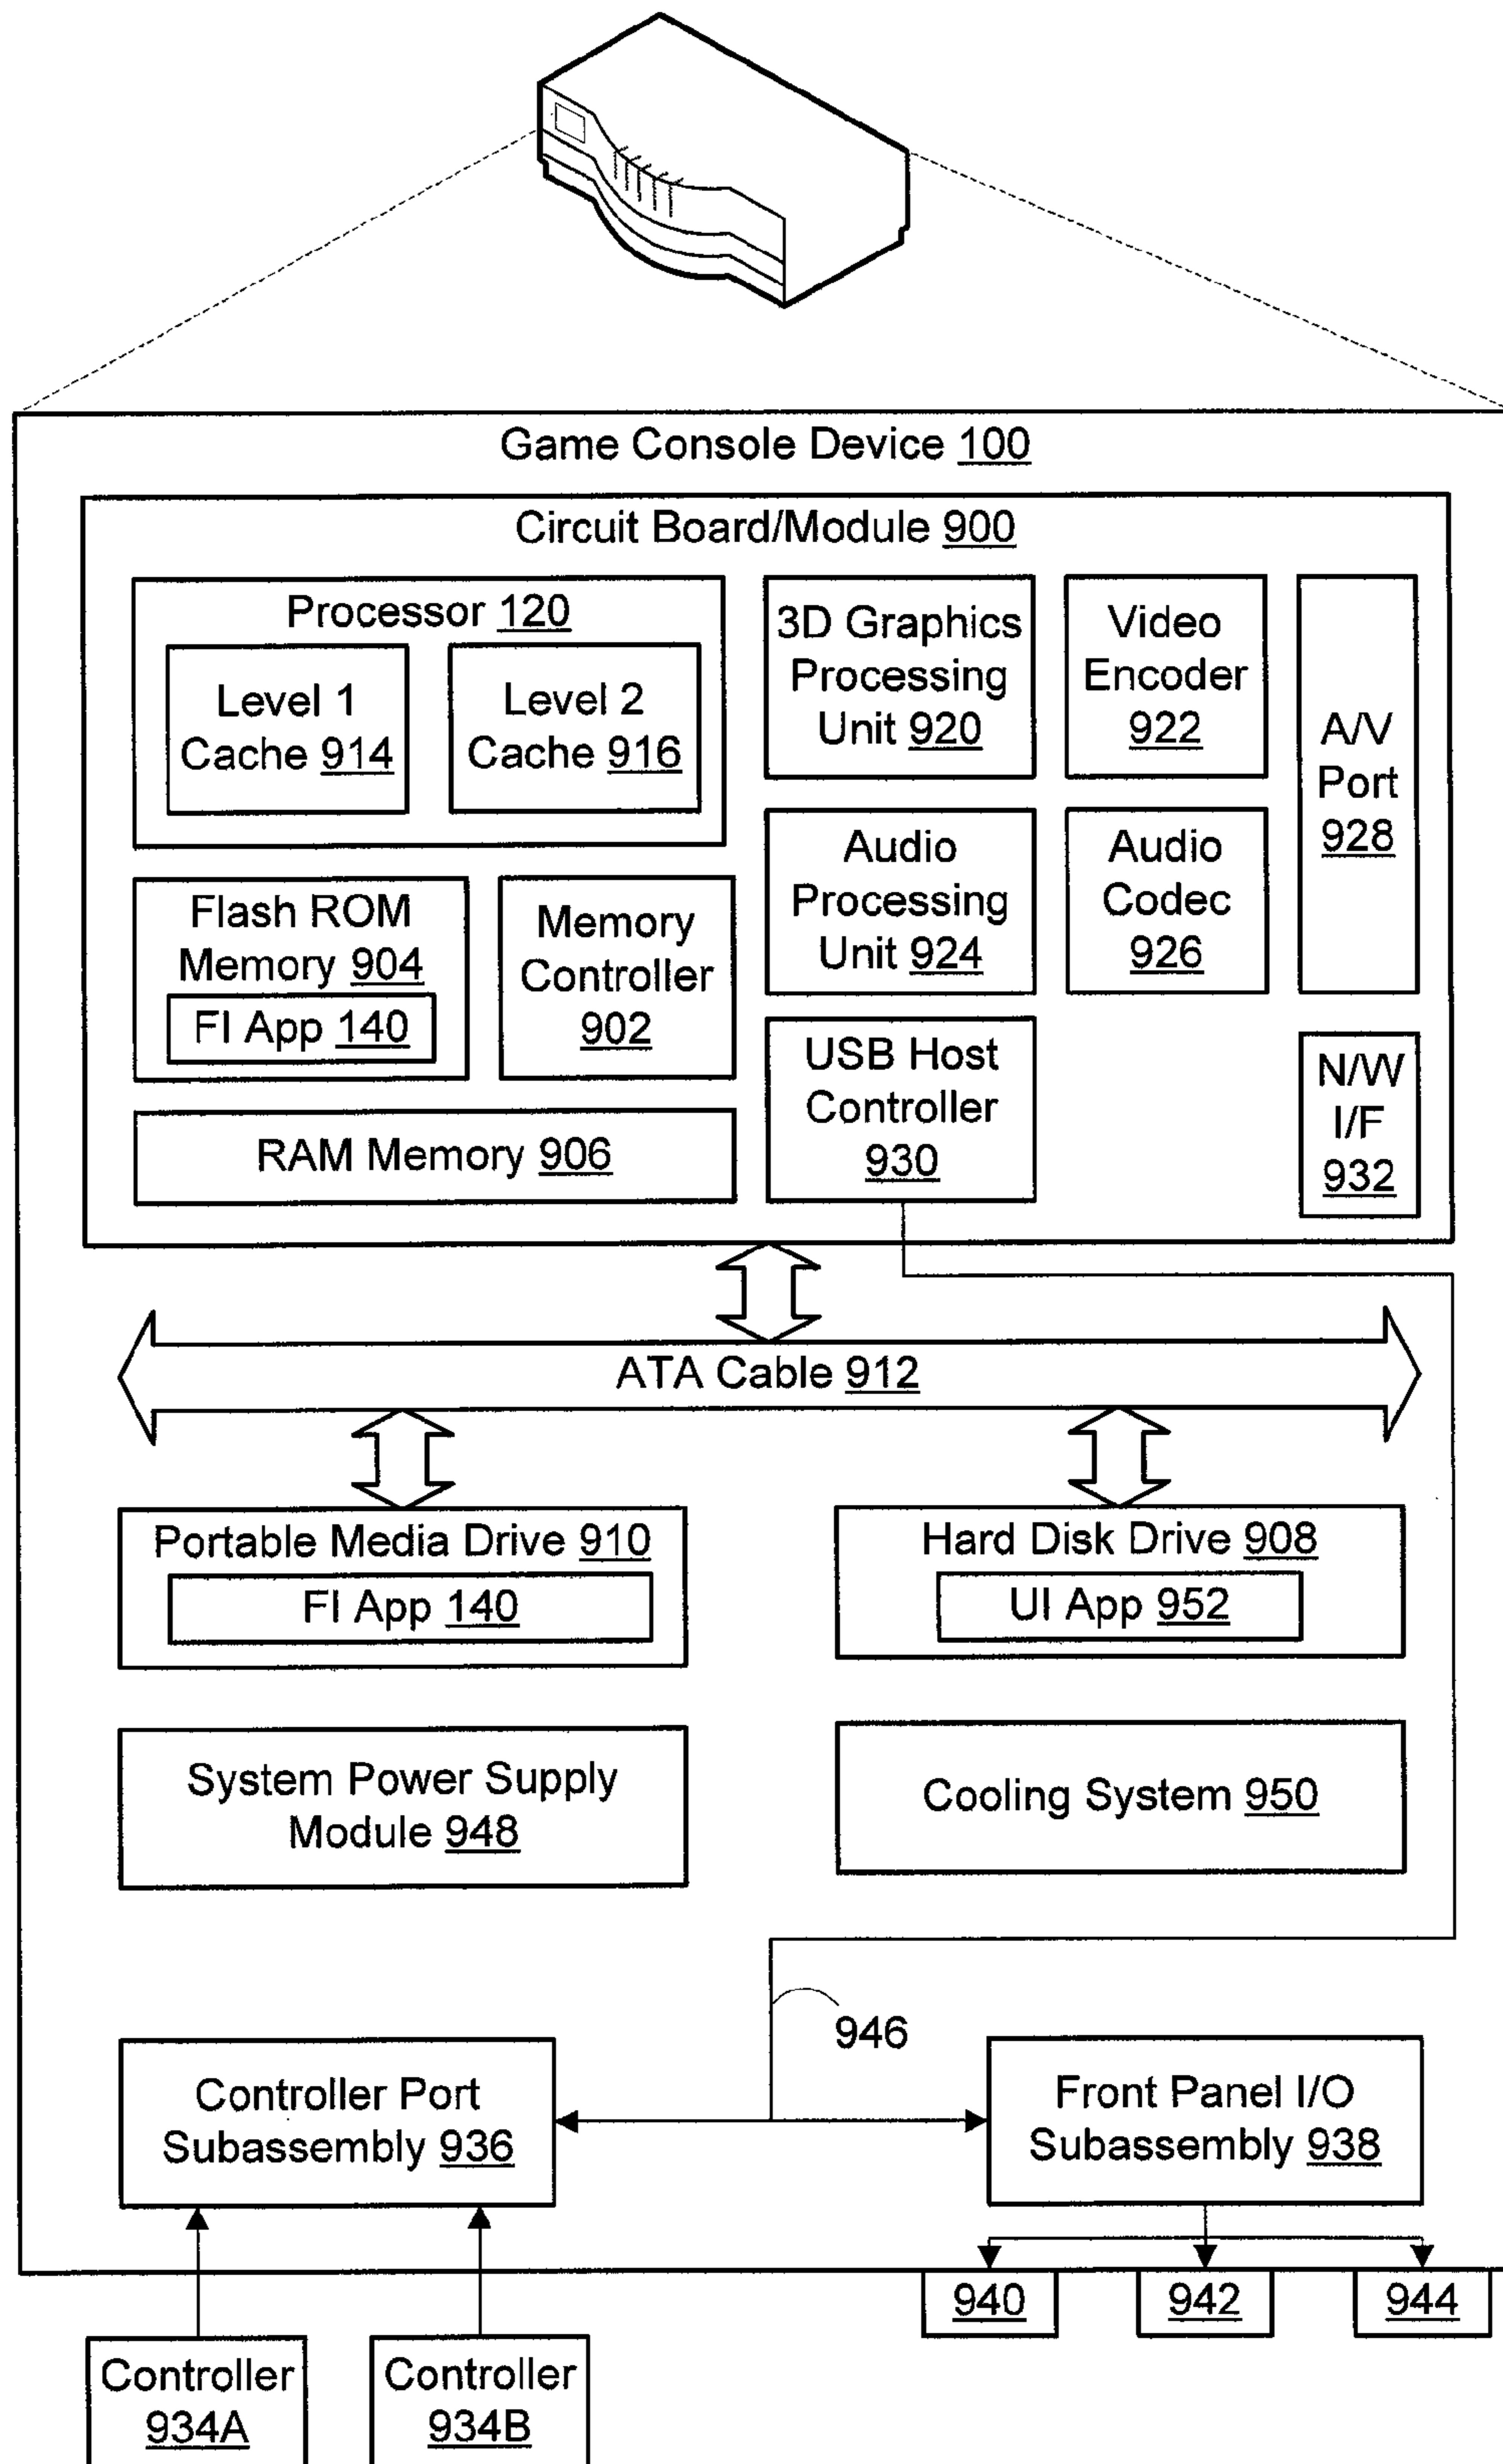 Game Console Device 100
Circuit Board/Module 900
Processor 120
Level 1
Cache 914
Level 2
Cache 916
3D Graphics
Processing
Unit 920
Video
Encoder
922
A/V
Port
928
Flash ROM
Memory 904
FI App 140
Memory
Controller
902
Audio
Processing
Unit 924
Audio
Codec
926
RAM Memory 906
USB Host
Controller
930
N/W
I/F
932
ATA Cable 912
Portable Media Drive 910
FI App 140
Hard Disk Drive 908
UI App 952
System Power Supply
Module 948
Cooling System 950
946
Controller Port
Subassembly 936
Front Panel I/O
Subassembly 938
940
942
944
Controller
934A
Controller
934B